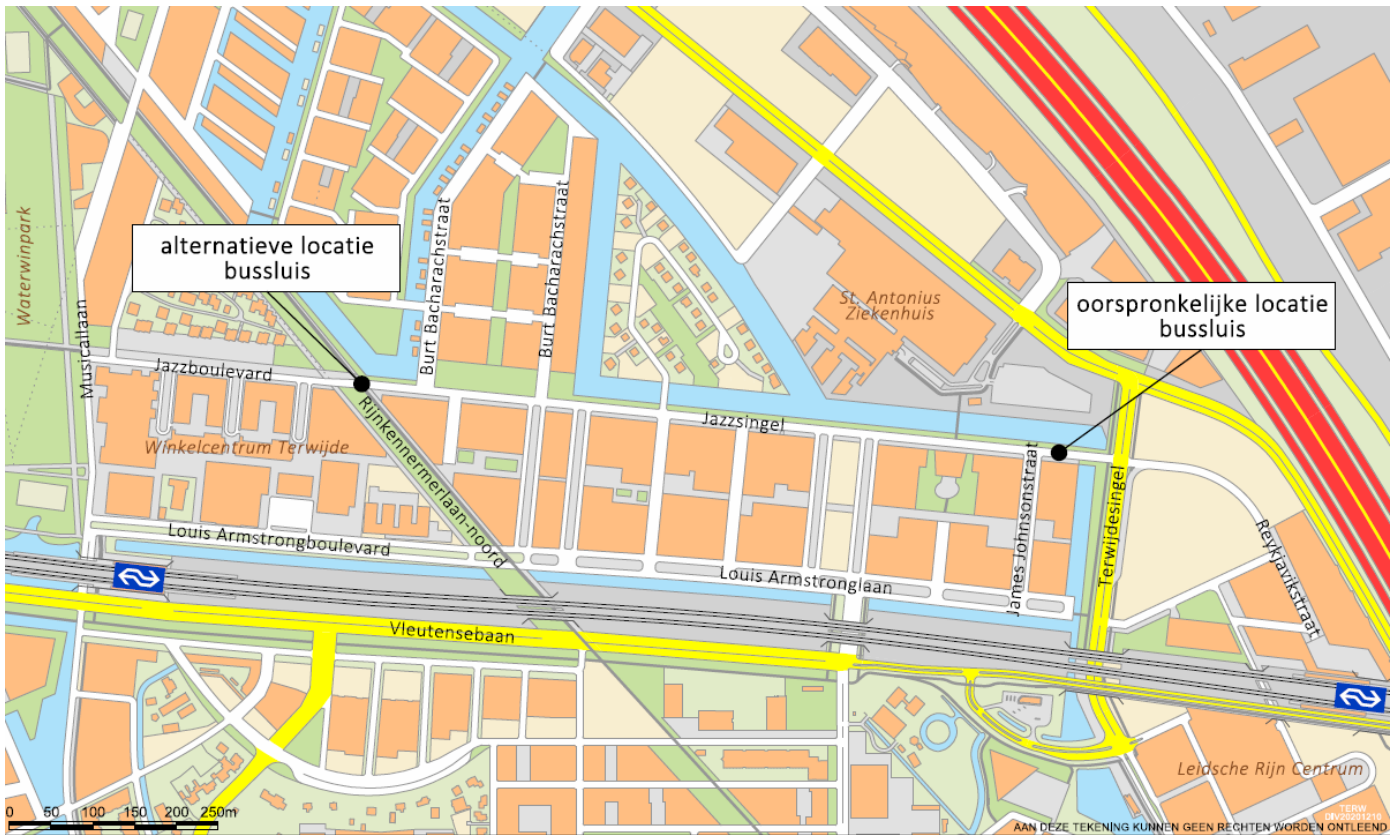 alternatieve locatie
bussluis
oorspronkelijke locatie
bussluis
Waterwinpark
Musicallaan
Jazzboulevard
Winkelcentrum Terwijde
Burt Bacharachstraat
Burt Bacharachstraat
Rijnkennermerlaan-noord
St. Antonius
Ziekenhuis
Jazzsingel
James Johnsonstraat
Terwijdesingel
Reykjavikstraat
Louis Armstrongboulevard
Louis Armstronglaan
Vleutensebaan
Leidsche Rijn Centrum
0 50 100 150 200 250m
TERW
OIV20201210
AAN DEZE TEKENING KUNNEN GEEN RECHTEN WORDEN ONTLEEND